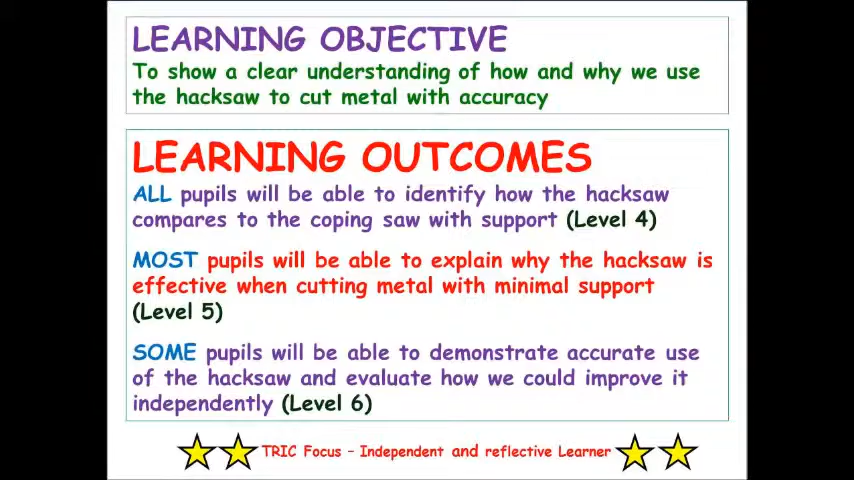 LEARNING OBJECTIVE
To show a clear understanding of how and why we use
the hacksaw to cut metal with accuracy
LEARNING OUTCOMES
ALL pupils will be able to identify how the hacksaw
compares to the coping saw with support (Level 4)
MOST pupils will be able to explain why the hacksaw is
effective when cutting metal with minimal support
(Level 5)
SOME pupils will be able to demonstrate accurate use
of the hacksaw and evaluate how we could improve it
independently (Level 6)
TRIC Focus – Independent and reflective Learner